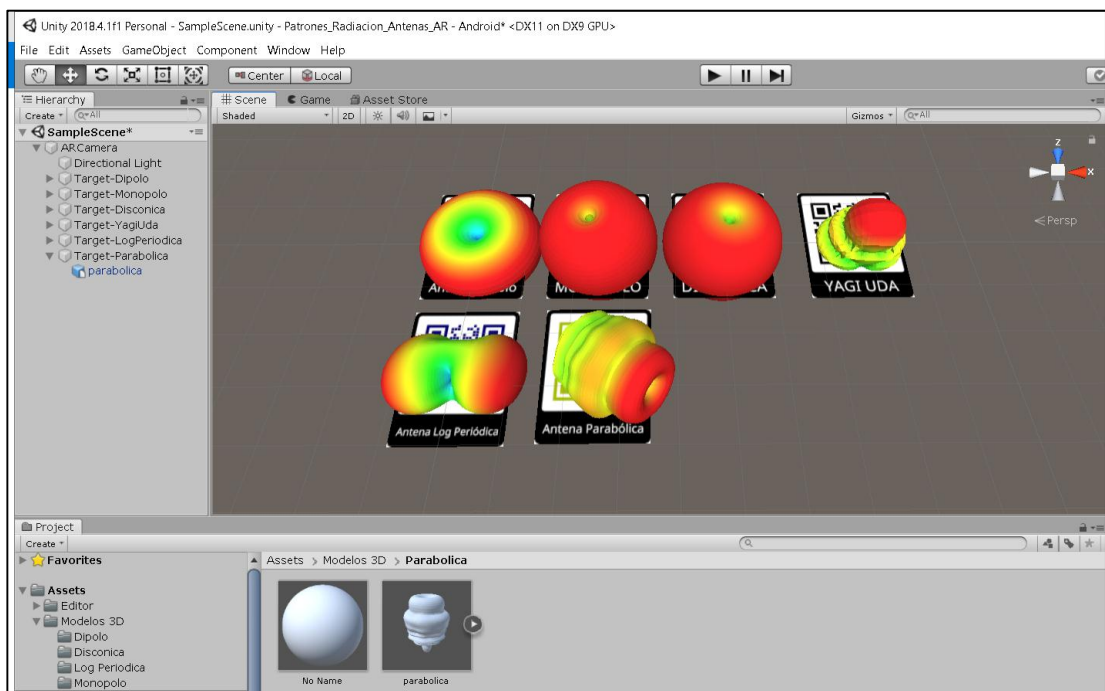 Unity 2018.4.1f1 Personal - SampleScene.unity - Patrones_Radiacion_Antenas_AR - Android* <DX11 on DX9 GPU>
File Edit Assets GameObject Component Window Help
Center Local
Hierarchy
Create All
SampleScene*
ARCamera
Directional Light
Target-Dipolo
Target-Monopolo
Target-Disconica
Target-YagiUda
Target-LogPeriodica
Target-Parabolica
parabolica
Scene Game Asset Store
Shaded 2D Gizmos All
z
x
Persp
YAGI UDA
Antena Log Periódica
Antena Parabólica
Project
Create
Favorites
Assets
Editor
Modelos 3D
Dipolo
Disconica
Log Periodica
Monopolo
Assets > Modelos 3D > Parabolica
No Name
parabolica